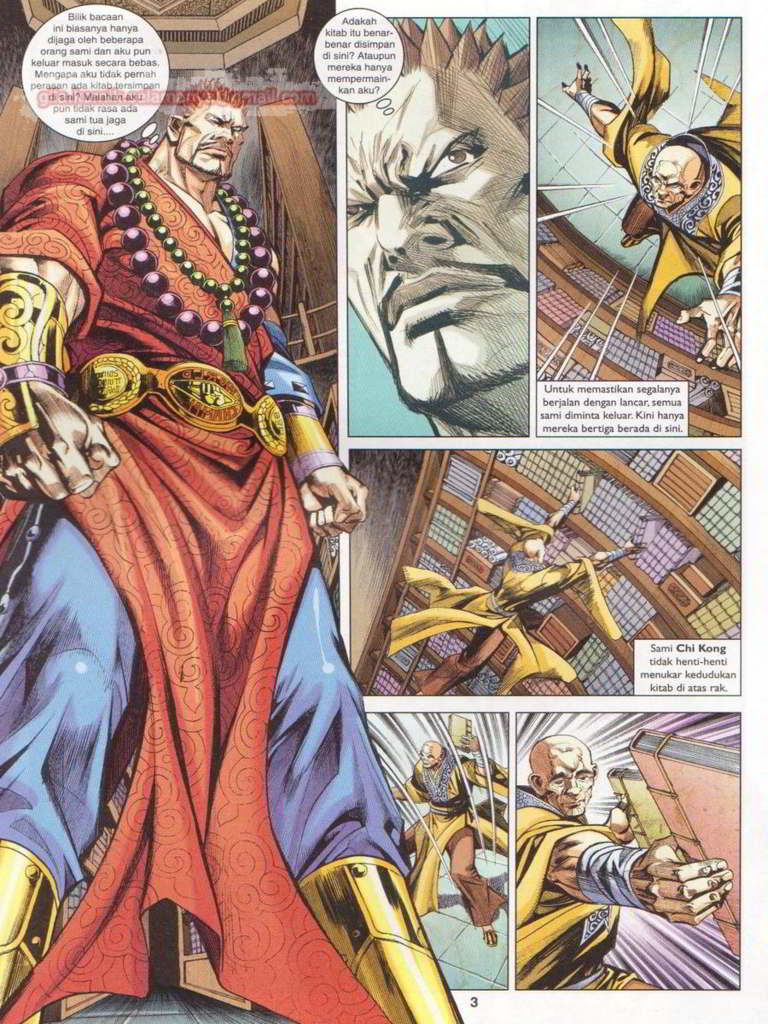 Bilik bacaan
ini biasanya hanya
dijaga oleh beberapa
orang sami dan aku pun
keluar masuk secara bebas.
Mengapa aku tidak pernah
perasan ada kitab tersimpan
di sini? Malahan aku
pun tidak rasa ada
sami tua jaga
di sini....
Adakah
kitab itu benar-
benar disimpan
di sini? Ataupun
mereka hanya
mempermain-
kan aku?
Untuk memastikan segalanya
berjalan dengan lancar, semua
sami diminta keluar. Kini hanya
mereka bertiga berada di sini.
Sami Chi Kong
tidak henti-henti
menukar kedudukan
kitab di atas rak.
3